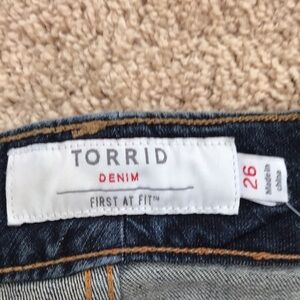 TORRID
DENIM
FIRST AT FIT™
26
Made in
china